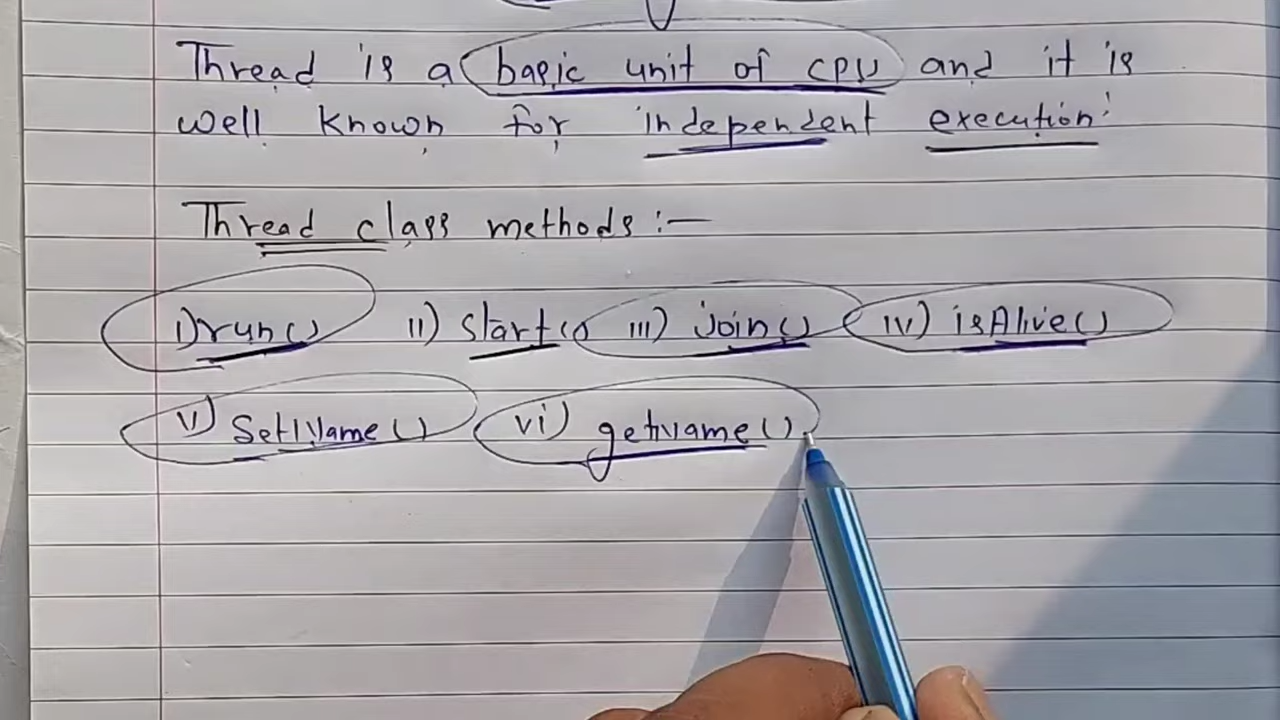 Thread is a basic unit of CPU and it is
well known for independent execution.
Thread class methods :-
i) run() ii) start() iii) Join() iv) isAlive()
v) SetName() vi) getName()